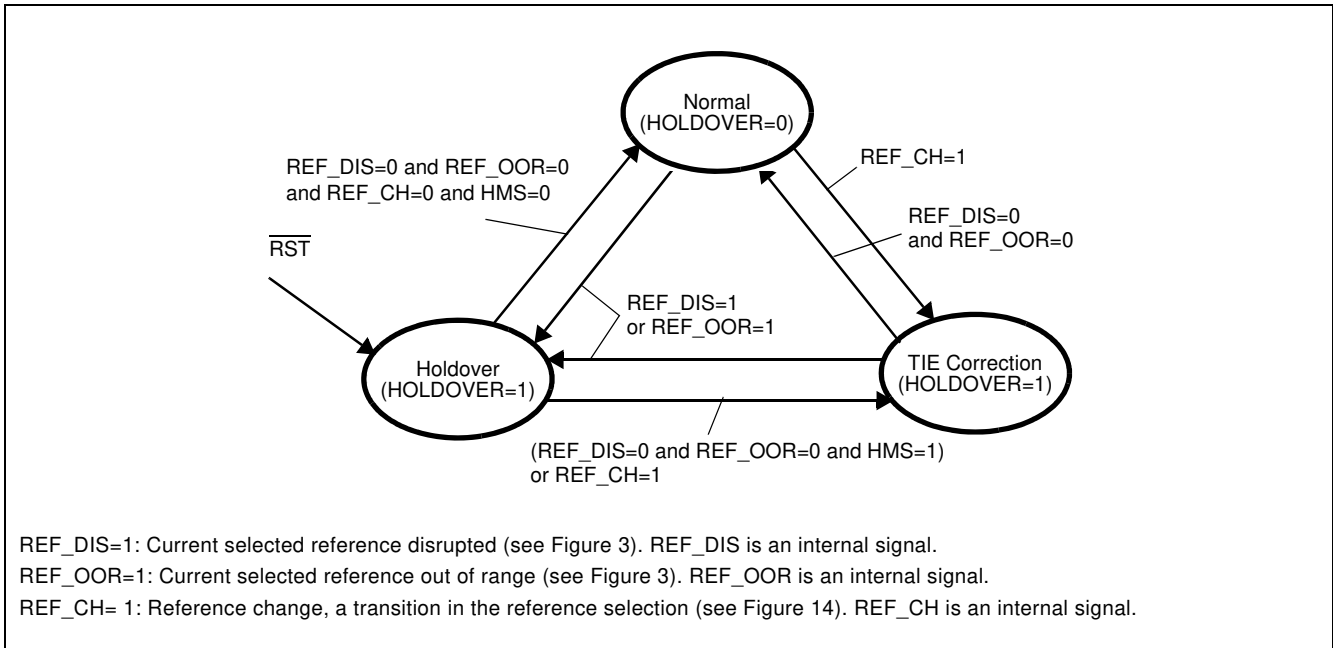 Normal
(HOLDOVER=0)
REF_CH=1
REF_DIS=0 and REF_OOR=0
and REF_CH=0 and HMS=0
REF_DIS=0
and REF_OOR=0
RST
REF_DIS=1
or REF_OOR=1
Holdover
(HOLDOVER=1)
TIE Correction
(HOLDOVER=1)
(REF_DIS=0 and REF_OOR=0 and HMS=1)
or REF_CH=1
REF_DIS=1: Current selected reference disrupted (see Figure 3). REF_DIS is an internal signal.
REF_OOR=1: Current selected reference out of range (see Figure 3). REF_OOR is an internal signal.
REF_CH= 1: Reference change, a transition in the reference selection (see Figure 14). REF_CH is an internal signal.